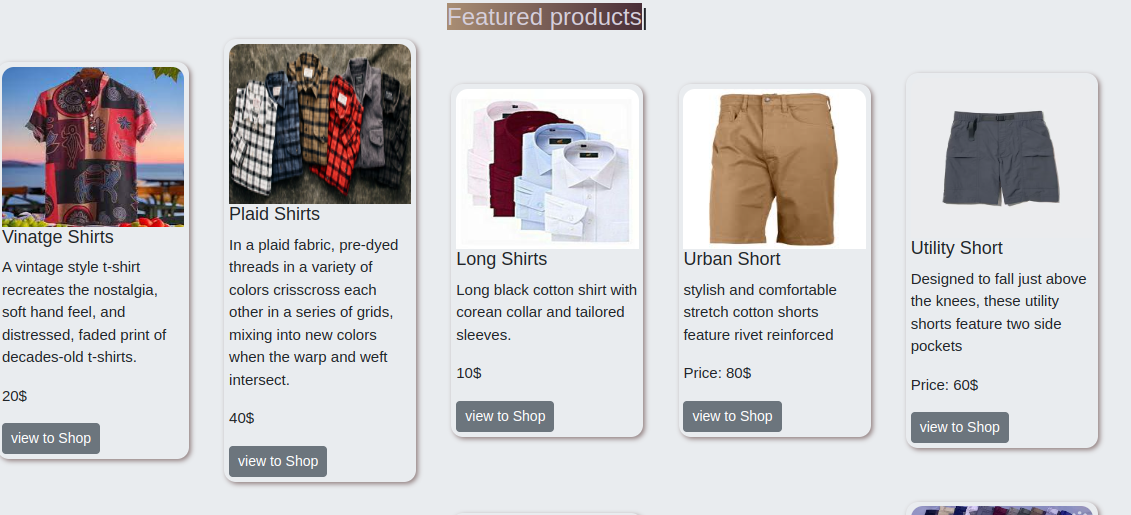 Featured products
Vinatge Shirts
A vintage style t-shirt
recreates the nostalgia,
soft hand feel, and
distressed, faded print of
decades-old t-shirts.
20$
view to Shop
Plaid Shirts
In a plaid fabric, pre-dyed
threads in a variety of
colors crisscross each
other in a series of grids,
mixing into new colors
when the warp and weft
intersect.
40$
view to Shop
Long Shirts
Long black cotton shirt with
corean collar and tailored
sleeves.
10$
view to Shop
Urban Short
stylish and comfortable
stretch cotton shorts
feature rivet reinforced
Price: 80$
view to Shop
Utility Short
Designed to fall just above
the knees, these utility
shorts feature two side
pockets
Price: 60$
view to Shop